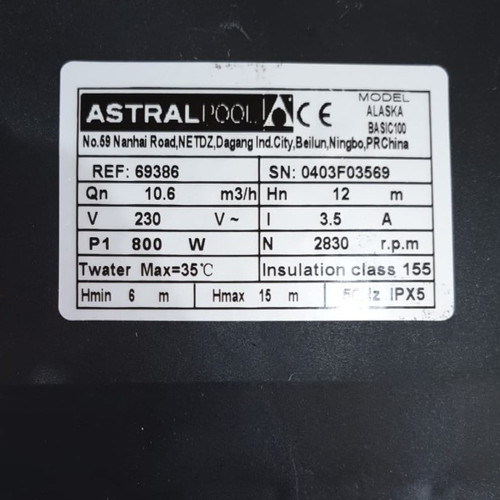 ASTRALPOOL CE
MODEL
ALASKA
BASIC100
No.59 Nanhai Road,NETDZ,Dagang Ind.City,Beilun,Ningbo,PRChina
REF: 69386 SN: 0403F03569
Qn 10.6 m3/h Hn 12 m
V 230 V~ I 3.5 A
P1 800 W N 2830 r.p.m
Twater Max=35℃ Insulation class 155
Hmin 6 m Hmax 15 m IPX5